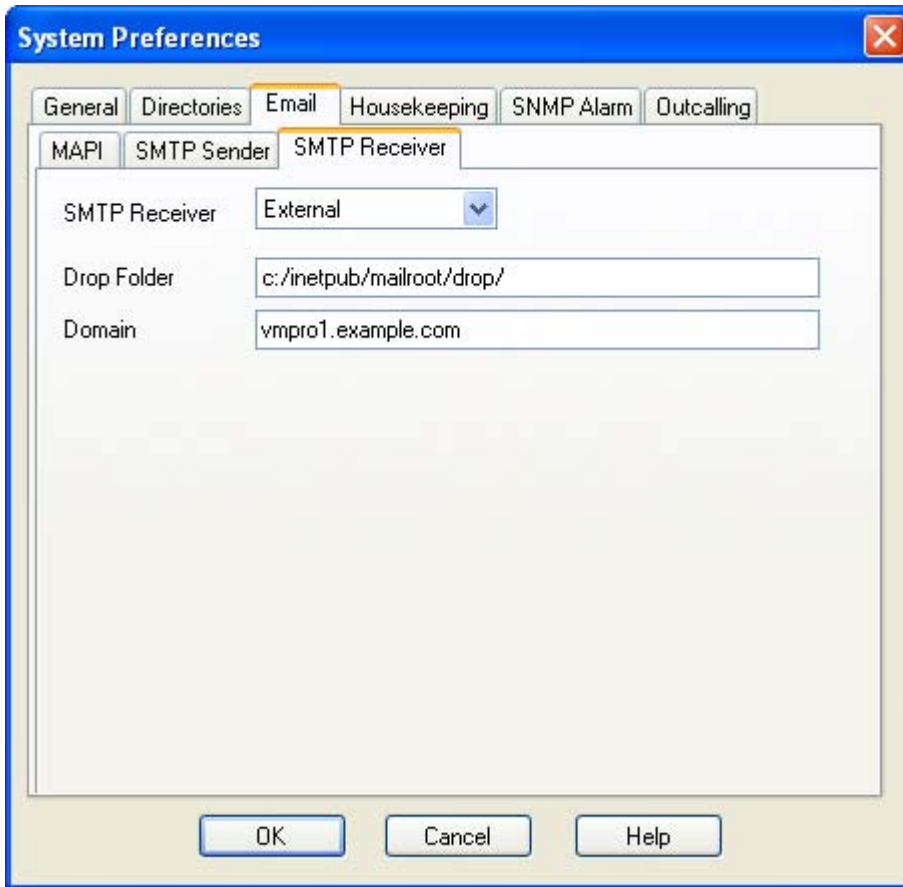 System Preferences
General Directories Email Housekeeping SNMP Alarm Outcalling
MAPI SMTP Sender SMTP Receiver
SMTP Receiver External
Drop Folder c:/inetpub/mailroot/drop/
Domain vmpro1.example.com
OK Cancel Help